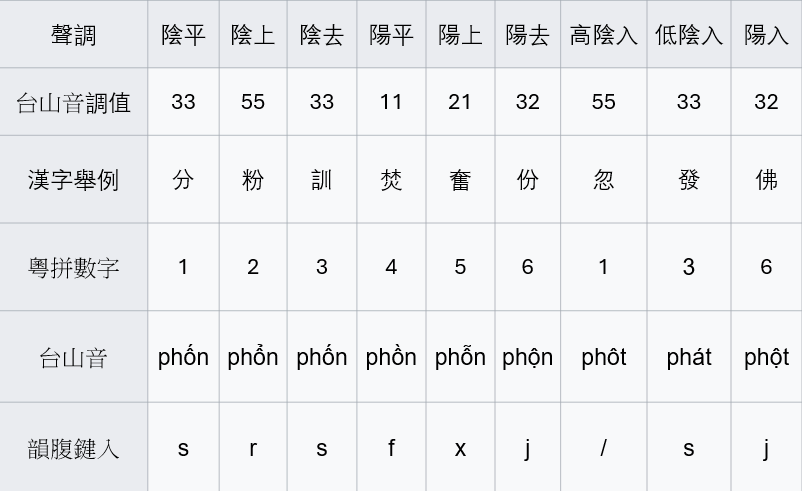 聲調 陰平 陰上 陰去 陽平 陽上 陽去 高陰入 低陰入 陽入
台山音調值 33 55 33 11 21 32 55 33 32
漢字舉例 分 粉 訓 焚 奮 份 忽 發 佛
粵拼數字 1 2 3 4 5 6 1 3 6
台山音 phốn phổn phốn phồn phỗn phộn phôt phát phột
韻腹鍵入 s r s f x j / s j